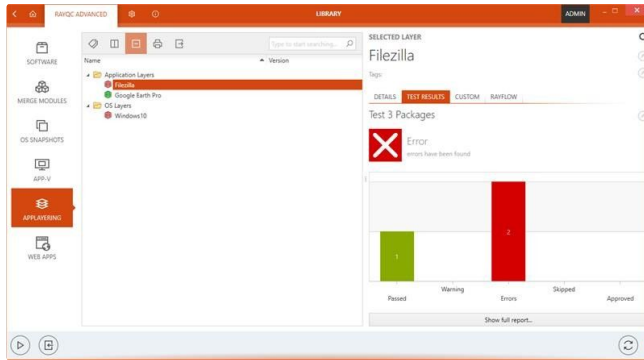 RAYQC ADVANCED
LIBRARY
ADMIN
SOFTWARE
MERGE MODULES
OS SNAPSHOTS
APP-V
APPLAYERING
WEB APPS
Type to start searching...
Name
Version
Application Layers
Filezilla
Google Earth Pro
OS Layers
Windows10
SELECTED LAYER
Filezilla
Tags:
DETAILS TEST RESULTS CUSTOM RAYFLOW
Test 3 Packages
Error
errors have been found
1
2
Passed
Warning
Errors
Skipped
Approved
Show full report...